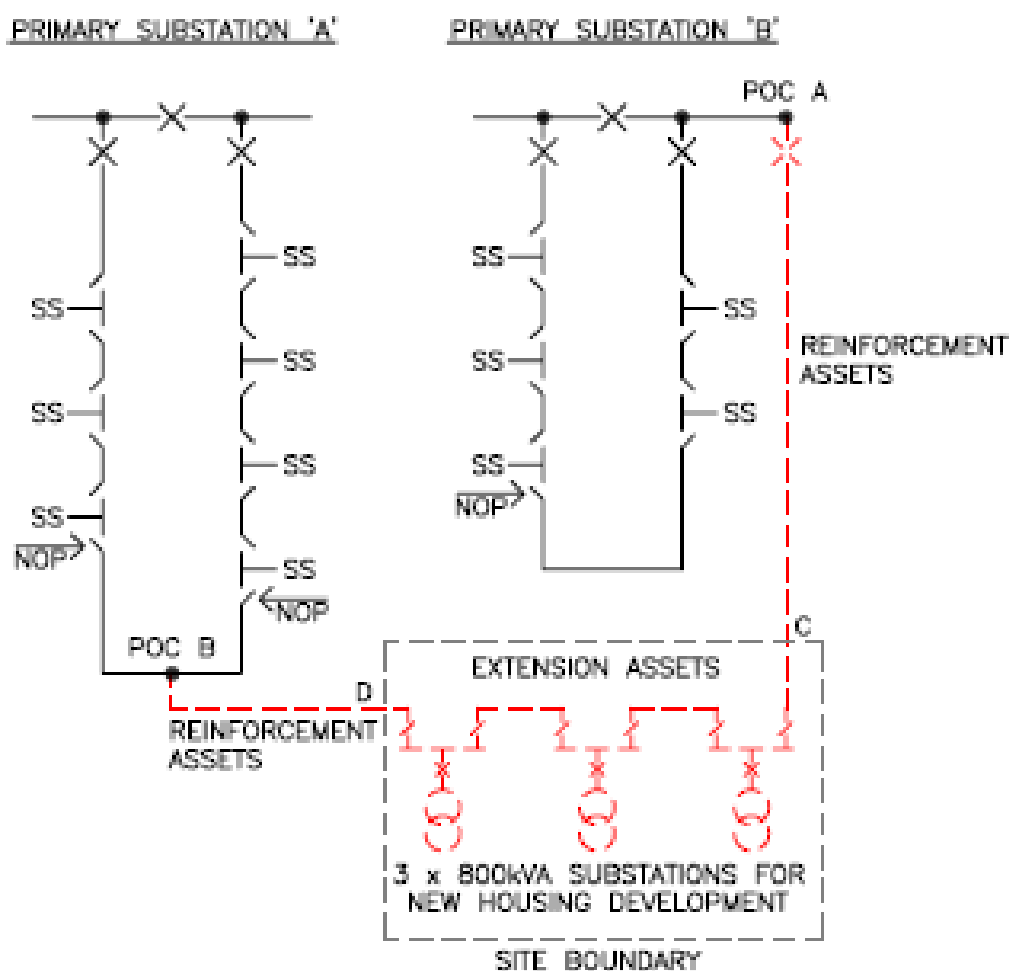 PRIMARY SUBSTATION 'A'
PRIMARY SUBSTATION 'B'
POC A
SS
SS
SS
SS
SS
SS
SS
NOP
NOP
SS
SS
SS
SS
SS
NOP
REINFORCEMENT
ASSETS
POC B
D
REINFORCEMENT
ASSETS
C
EXTENSION ASSETS
3 x 800kVA SUBSTATIONS FOR
NEW HOUSING DEVELOPMENT
SITE BOUNDARY